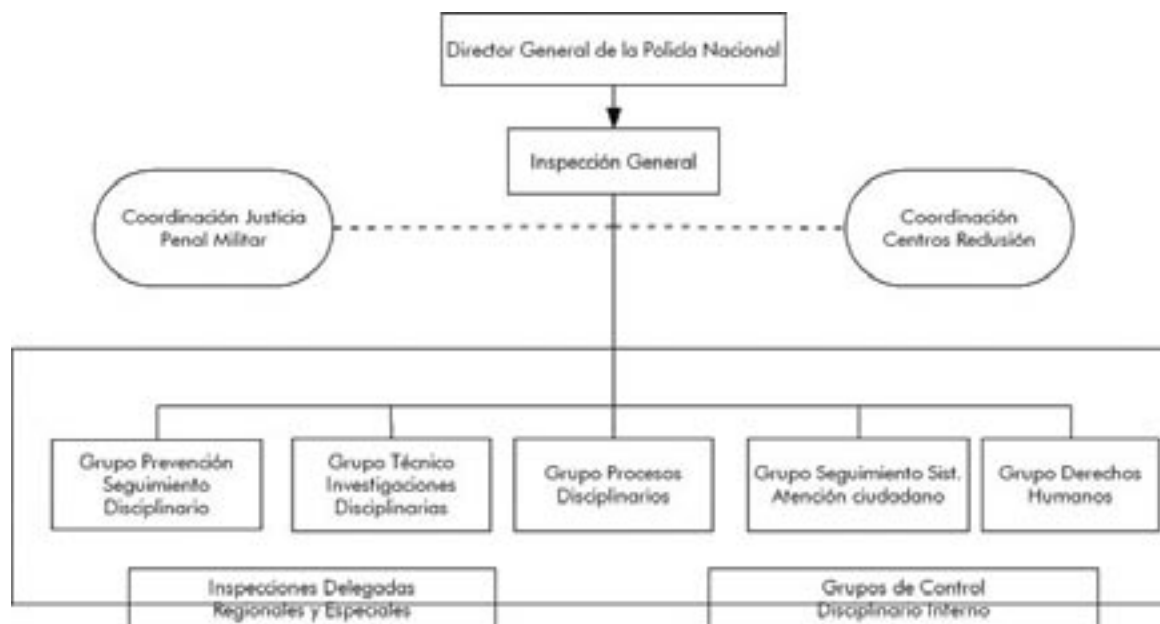 Director General de la Policía Nacional
Inspección General
Coordinación Justicia
Penal Militar
Coordinación
Centros Reclusión
Grupo Prevención
Seguimiento
Disciplinario
Grupo Técnico
Investigaciones
Disciplinarias
Grupo Procesos
Disciplinarios
Grupo Seguimiento Sist.
Atención ciudadano
Grupo Derechos
Humanos
Inspecciones Delegadas
Regionales y Especiales
Grupos de Control
Disciplinario Interno